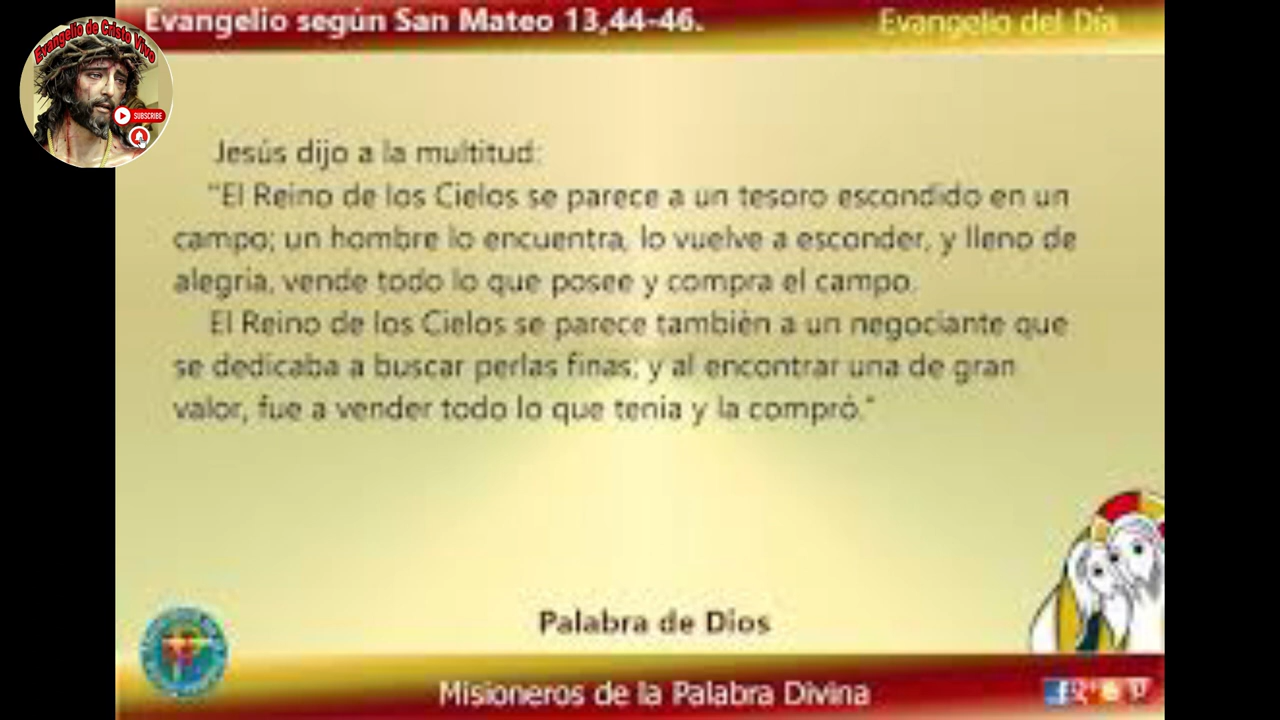 Evangelio según San Mateo 13,44-46.
Evangelio del Día
Evangelio de Cristo Vivo
SUBSCRIBE
Jesús dijo a la multitud:
"El Reino de los Cielos se parece a un tesoro escondido en un
campo; un hombre lo encuentra, lo vuelve a esconder, y lleno de
alegría, vende todo lo que posee y compra el campo.
El Reino de los Cielos se parece también a un negociante que
se dedicaba a buscar perlas finas; y al encontrar una de gran
valor, fue a vender todo lo que tenía y la compró."
Palabra de Dios
Misioneros de la Palabra Divina